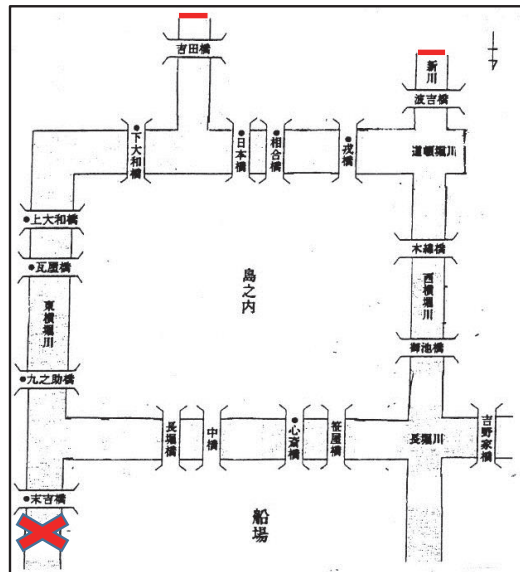 吉田橋
新川
波吉橋
•下大和橋
•日本橋
•相合橋
•戎橋
道頓堀川
•上大和橋
木綿橋
•瓦屋橋
島之内
西横堀川
東横堀川
御池橋
•九之助橋
長堀橋
中橋
•心斎橋
笹屋橋
長堀川
吉野家橋
•末吉橋
船場